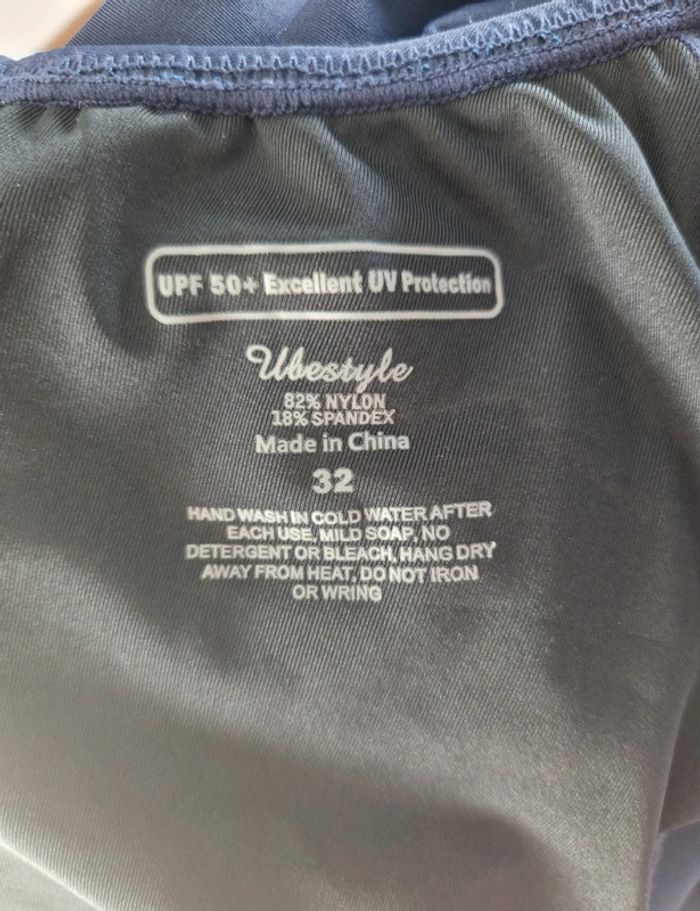 UPF 50+ Excellent UV Protection
Ubestyle
82% NYLON
18% SPANDEX
Made in China
32
HAND WASH IN COLD WATER AFTER
EACH USE, MILD SOAP, NO
DETERGENT OR BLEACH, HANG DRY
AWAY FROM HEAT, DO NOT IRON
OR WRING